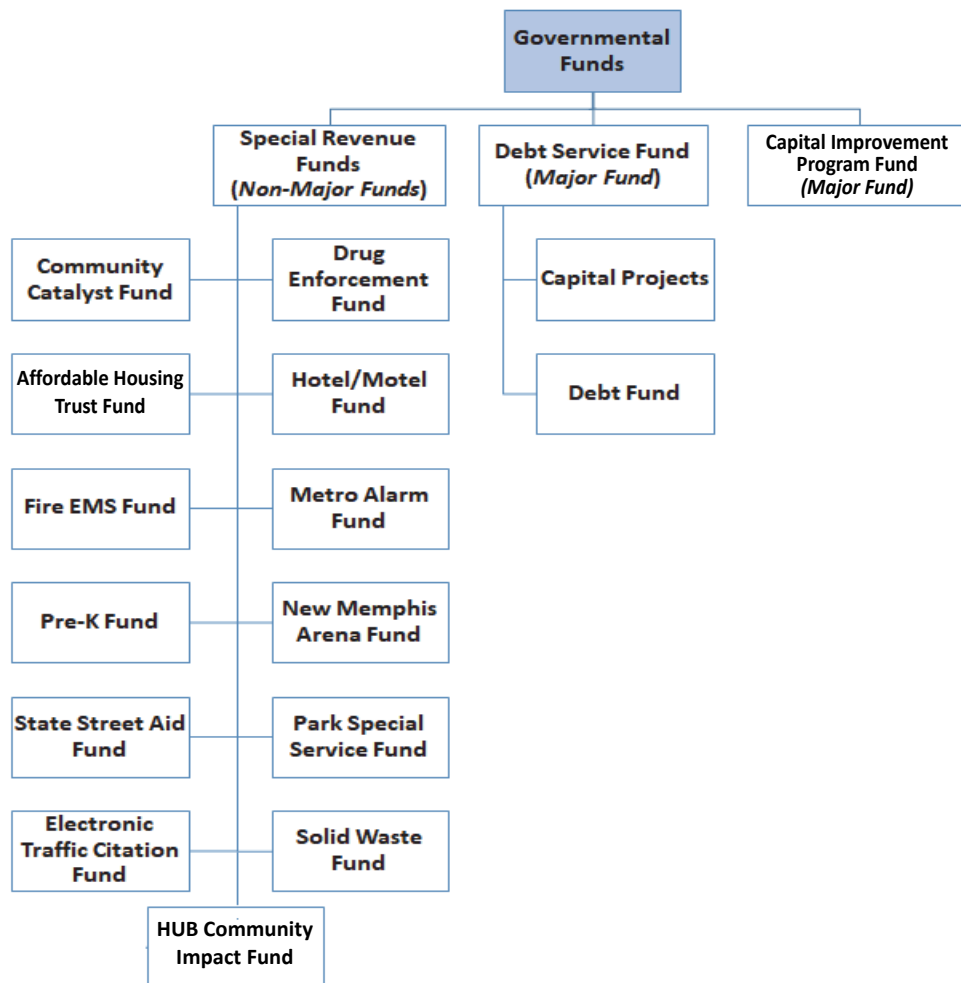 Governmental
Funds
Special Revenue
Funds
(Non-Major Funds)
Debt Service Fund
(Major Fund)
Capital Improvement
Program Fund
(Major Fund)
Community
Catalyst Fund
Drug
Enforcement
Fund
Capital Projects
Affordable Housing
Trust Fund
Hotel/Motel
Fund
Debt Fund
Fire EMS Fund
Metro Alarm
Fund
Pre-K Fund
New Memphis
Arena Fund
State Street Aid
Fund
Park Special
Service Fund
Electronic
Traffic Citation
Fund
Solid Waste
Fund
HUB Community
Impact Fund